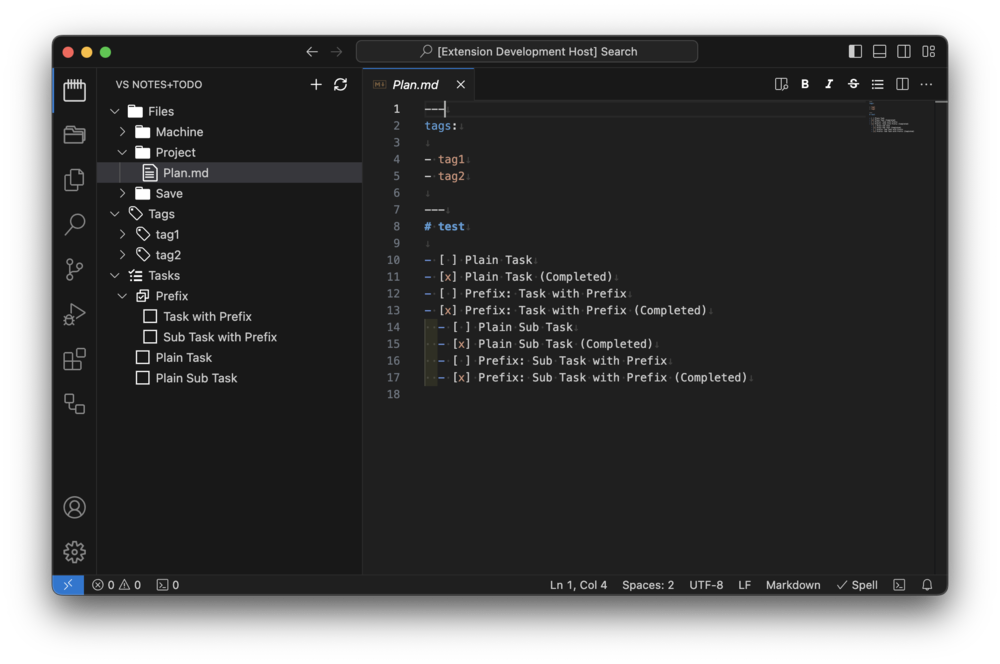 [Extension Development Host] Search
VS NOTES+TODO
Plan.md
B I S
Files
Machine
Project
Plan.md
Save
Tags
tag1
tag2
Tasks
Prefix
Task with Prefix
Sub Task with Prefix
Plain Task
Plain Sub Task
1 ---
2 tags:
3
4 - tag1
5 - tag2
6
7 ---
8 # test
9
10 - [ ] Plain Task
11 - [x] Plain Task (Completed)
12 - [ ] Prefix: Task with Prefix
13 - [x] Prefix: Task with Prefix (Completed)
14 - [ ] Plain Sub Task
15 - [x] Plain Sub Task (Completed)
16 - [ ] Prefix: Sub Task with Prefix
17 - [x] Prefix: Sub Task with Prefix (Completed)
18
0 0 0 Ln 1, Col 4 Spaces: 2 UTF-8 LF Markdown Spell